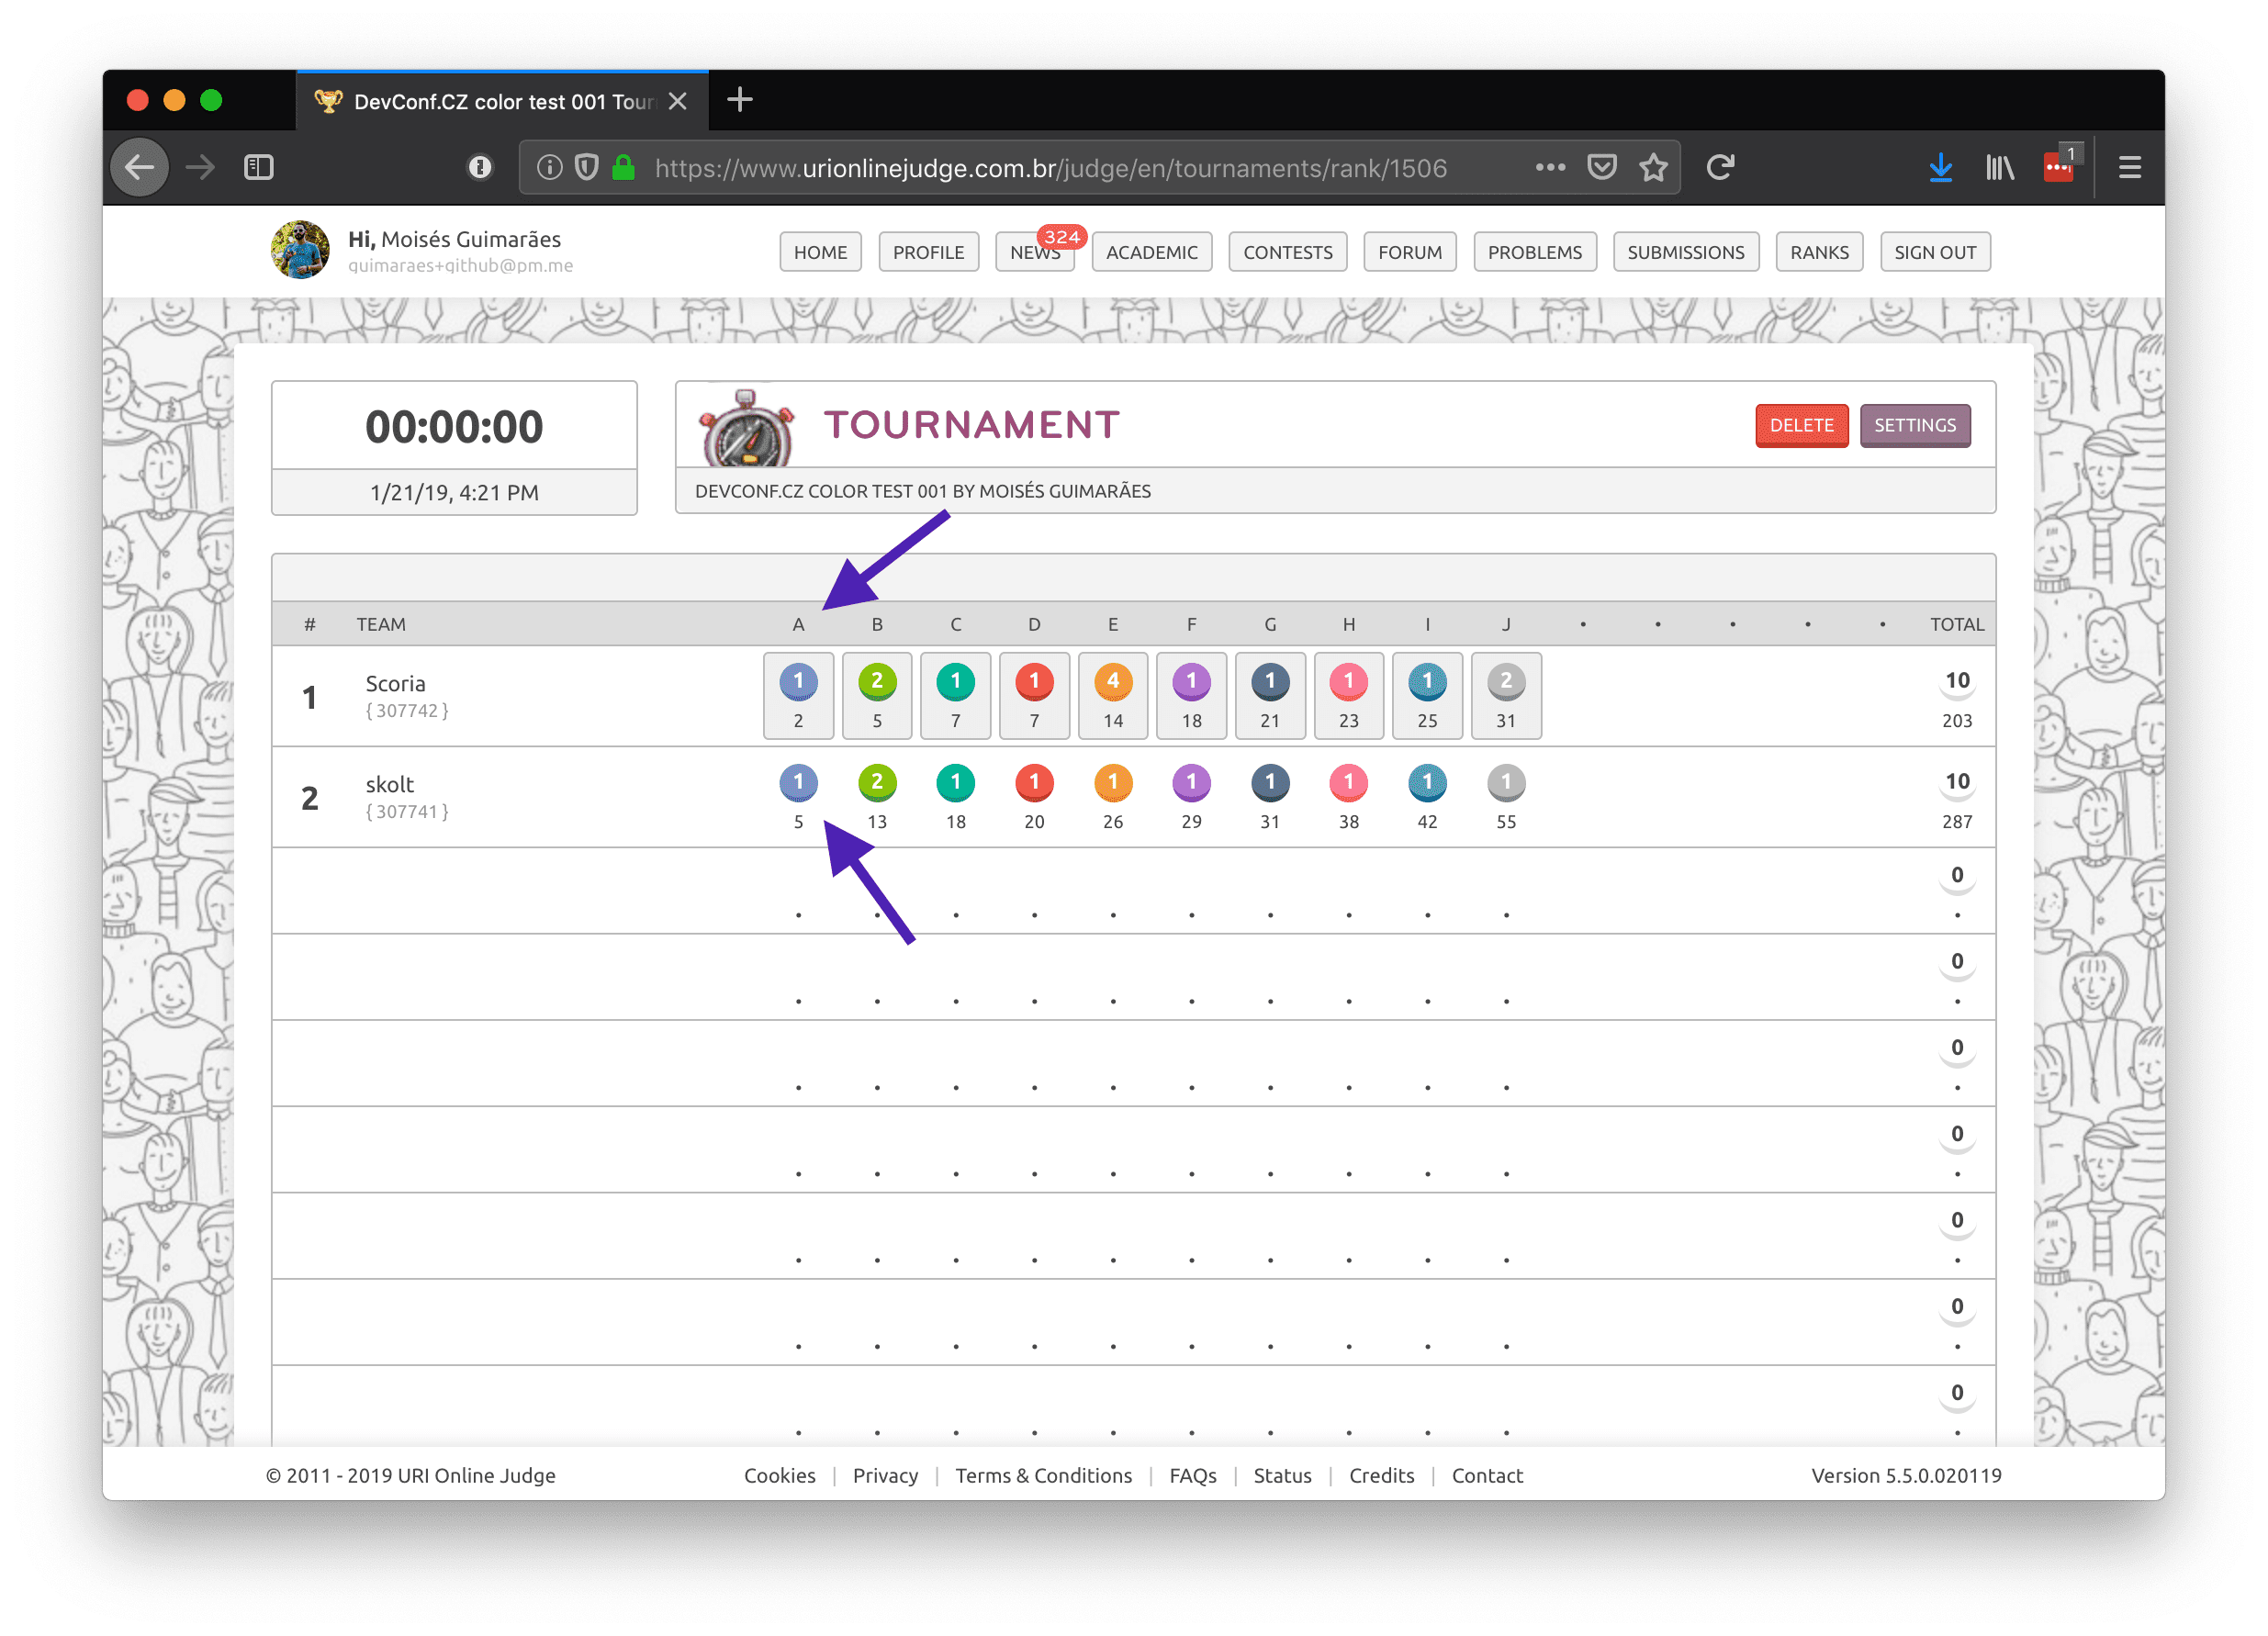 DevConf.CZ color test 001 Tour
https://www.urionlinejudge.com.br/judge/en/tournaments/rank/1506
1
Hi, Moisés Guimarães
guimaraes+github@pm.me
HOME PROFILE NEWS 324 ACADEMIC CONTESTS FORUM PROBLEMS SUBMISSIONS RANKS SIGN OUT
00:00:00
1/21/19, 4:21 PM
TOURNAMENT
DELETE SETTINGS
DEVCONF.CZ COLOR TEST 001 BY MOISÉS GUIMARÃES
# TEAM A B C D E F G H I J • • • • • TOTAL
1 Scoria 1 2 1 1 4 1 1 1 1 2 10
{ 307742 } 2 5 7 7 14 18 21 23 25 31 203
2 skolt 1 2 1 1 1 1 1 1 1 1 10
{ 307741 } 5 13 18 20 26 29 31 38 42 55 287
0
. . . . . . . . . . .
0
. . . . . . . . . . .
0
. . . . . . . . . . .
0
. . . . . . . . . . .
0
. . . . . . . . . . .
0
. . . . . . . . . . .
0
. . . . . . . . . . .
© 2011 - 2019 URI Online Judge
Cookies | Privacy | Terms & Conditions | FAQs | Status | Credits | Contact
Version 5.5.0.020119